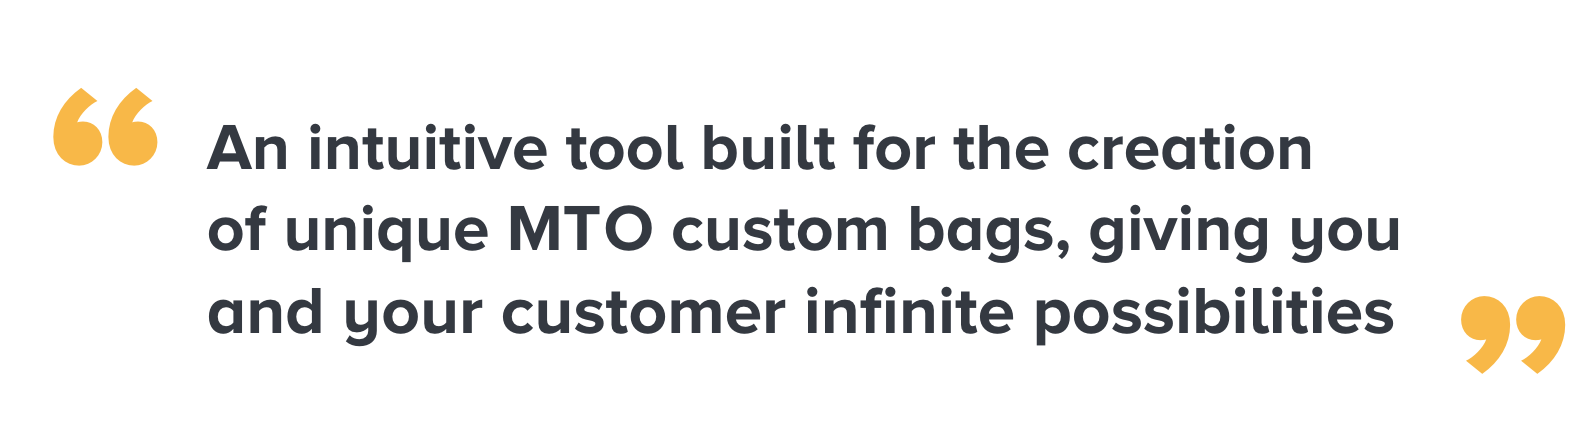 “An intuitive tool built for the creation
of unique MTO custom bags, giving you
and your customer infinite possibilities”